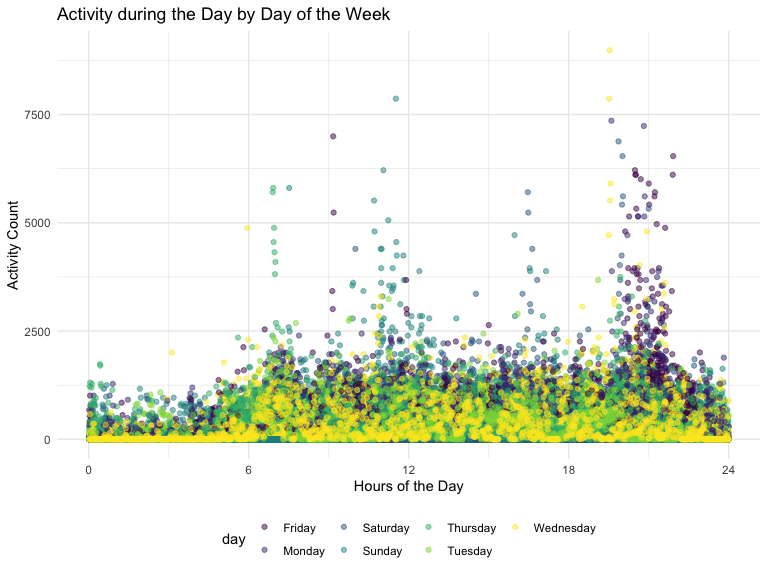 Activity during the Day by Day of the Week
7500
5000
2500
0
Activity Count
0 6 12 18 24
Hours of the Day
day
Friday Saturday Thursday Wednesday
Monday Sunday Tuesday